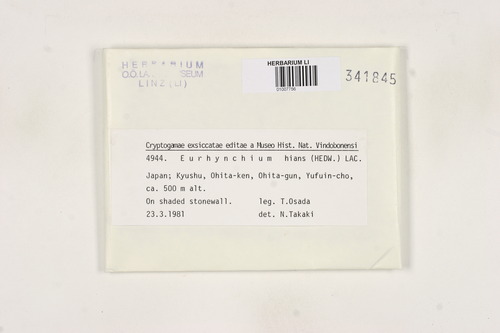 HERBARIUM
O.Ö.LANDESMUSEUM
LINZ (LI)
HERBARIUM LI
01007786
341845
Cryptogamae exsiccatae editae a Museo Hist. Nat. Vindobonensi
4944. Eurhynchium hians (HEDW.) LAC.
Japan; Kyushu, Ohita-ken, Ohita-gun, Yufuin-cho,
ca. 500 m alt.
On shaded stonewall. leg. T.Osada
23.3.1981 det. N.Takaki